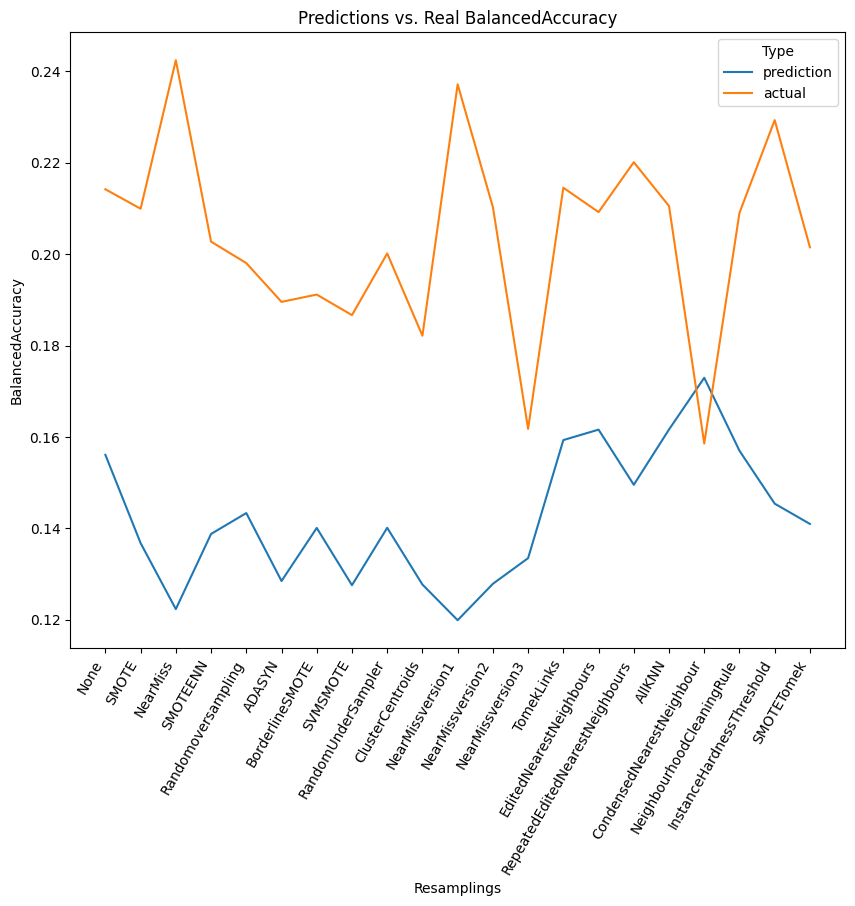 Predictions vs. Real BalancedAccuracy
Type
prediction
actual
BalancedAccuracy
0.24
0.22
0.20
0.18
0.16
0.14
0.12
None
SMOTE
NearMiss
SMOTEENN
Randomoversampling
ADASYN
BorderlineSMOTE
SVMSMOTE
RandomUnderSampler
ClusterCentroids
NearMissversion1
NearMissversion2
NearMissversion3
TomekLinks
EditedNearestNeighbours
RepeatedEditedNearestNeighbours
AllKNN
CondensedNearestNeighbour
NeighbourhoodCleaningRule
InstanceHardnessThreshold
SMOTETomek
Resamplings